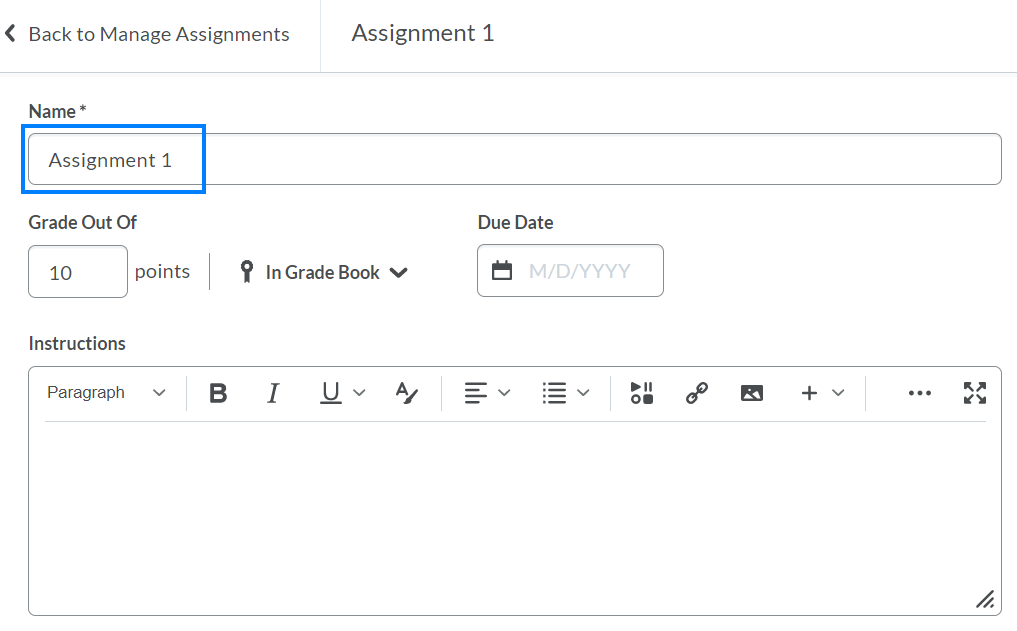 Back to Manage Assignments
Assignment 1
Name *
Assignment 1
Grade Out Of
Due Date
10 points
In Grade Book
M/D/YYYY
Instructions
Paragraph
B I U A